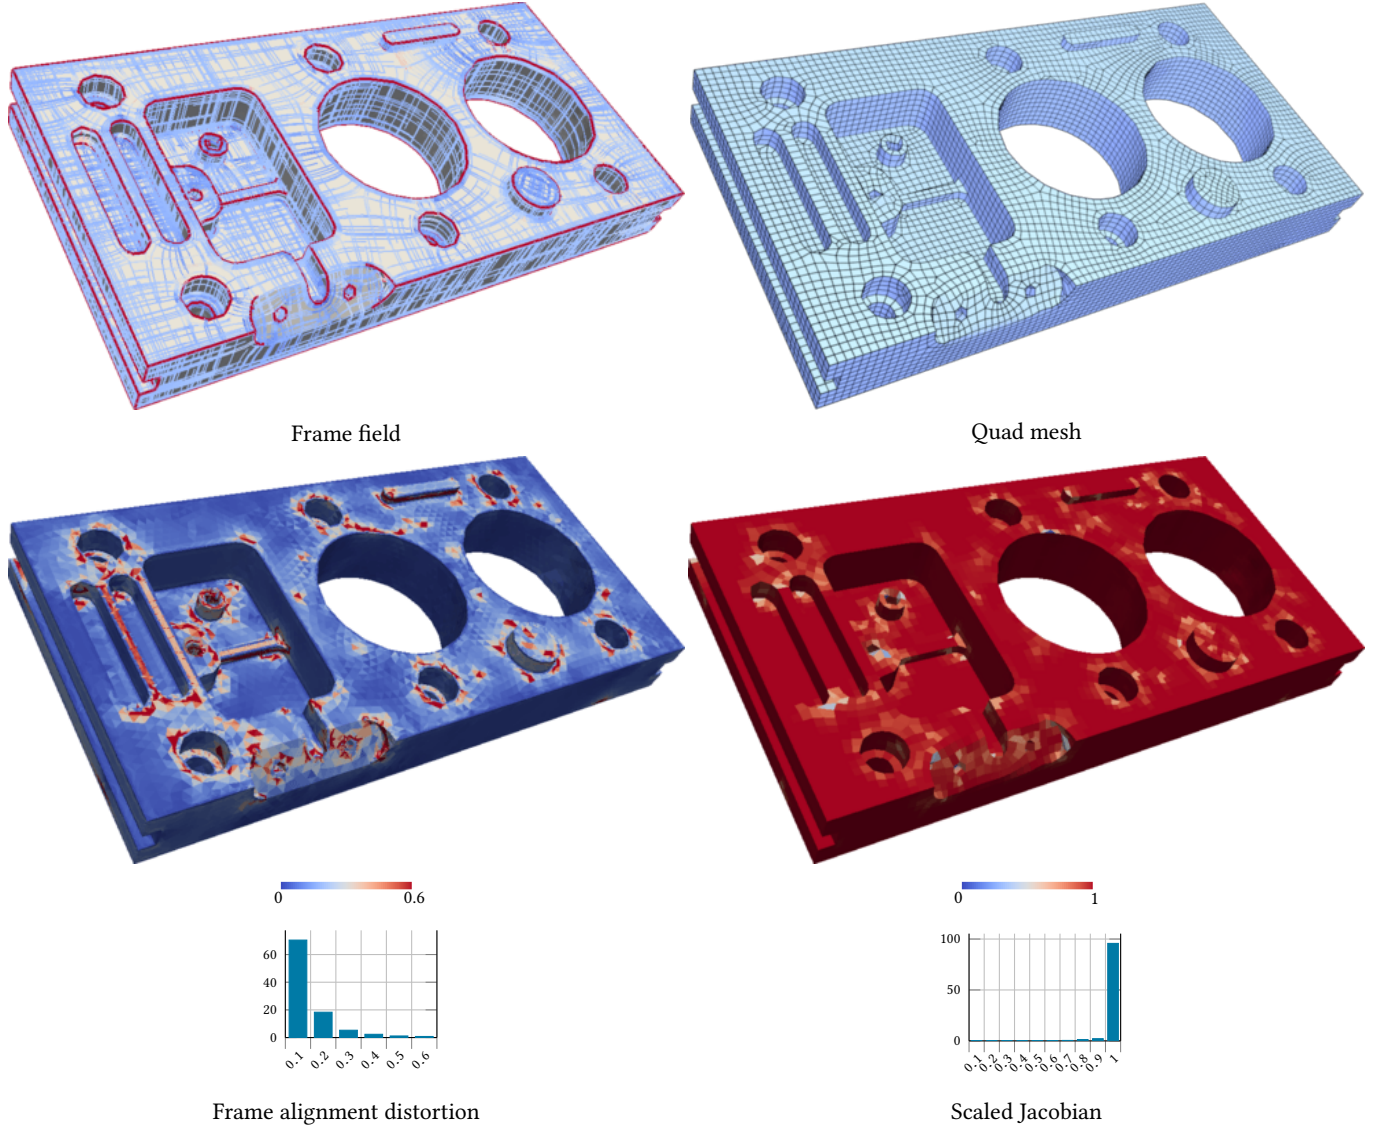 Frame field
Quad mesh
0 0.6
0 1
60
40
20
0
0.1 0.2 0.3 0.4 0.5 0.6
100
50
0
0.1 0.2 0.3 0.4 0.5 0.6 0.7 0.8 0.9 1
Frame alignment distortion
Scaled Jacobian